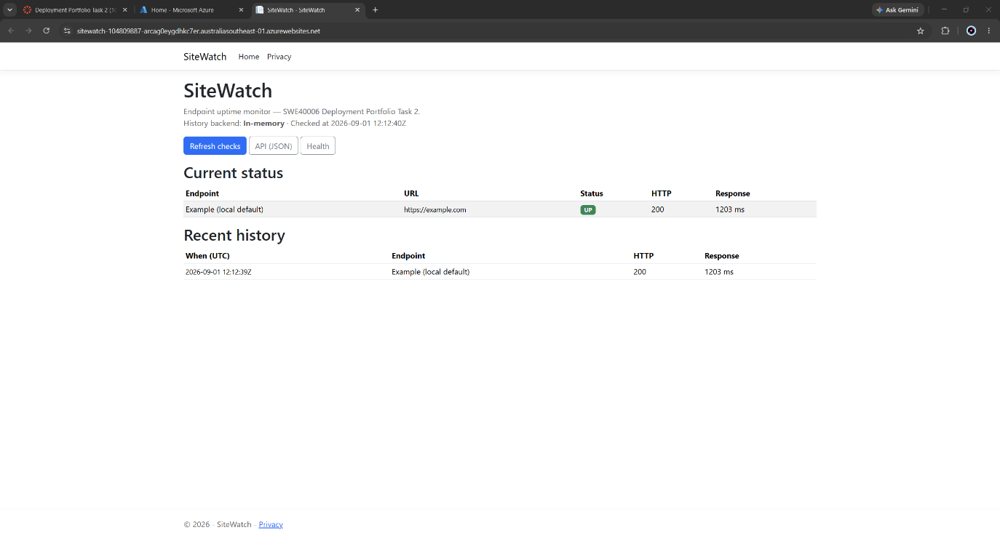 Deployment Portfolio Task 2 (10
Home - Microsoft Azure
SiteWatch - SiteWatch
Ask Gemini
sitewatch-104809887-arcag0eygdhkc7er.australiasoutheast-01.azurewebsites.net
SiteWatch Home Privacy
SiteWatch
Endpoint uptime monitor — SWE40006 Deployment Portfolio Task 2.
History backend: In-memory · Checked at 2026-09-01 12:12:40Z
Refresh checks API (JSON) Health
Current status
Endpoint URL Status HTTP Response
Example (local default) https://example.com UP 200 1203 ms
Recent history
When (UTC) Endpoint HTTP Response
2026-09-01 12:12:39Z Example (local default) 200 1203 ms
© 2026 - SiteWatch - Privacy